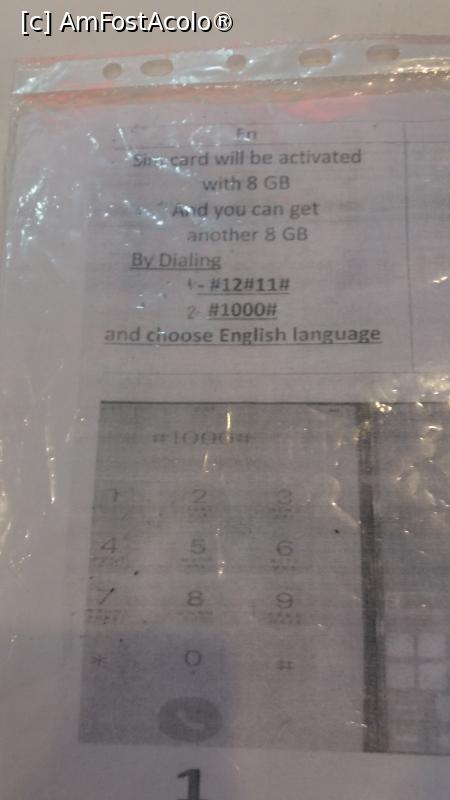 [c] AmFostAcolo®
En
Sim card will be activated
with 8 GB
And you can get
another 8 GB
By Dialing
1- #12#11#
2- #1000#
and choose English language
#1000#
1 2 3
4 5 6
7 8 9
* 0 #
1